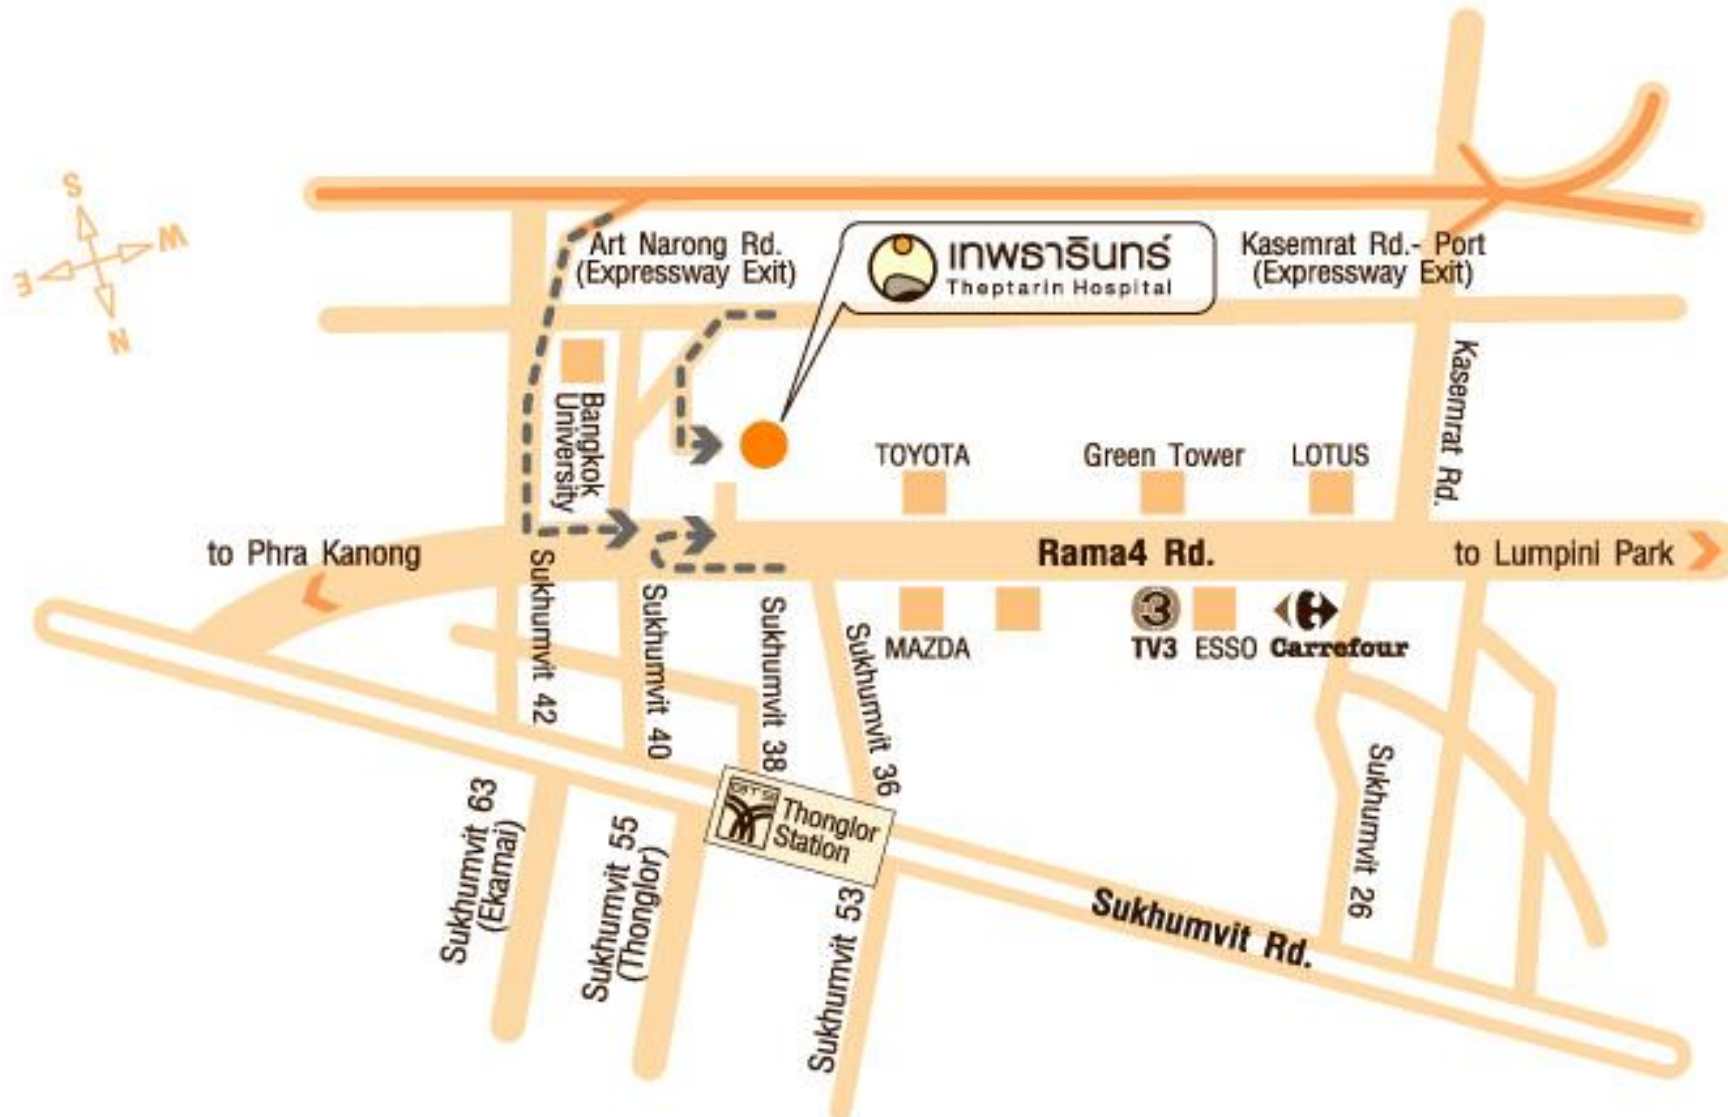 S
W
E
N
Art Narong Rd.
(Expressway Exit)
เทพธารินทร์
Theptarin Hospital
Kasemrat Rd.- Port
(Expressway Exit)
Kasemrat Rd.
Bangkok
University
TOYOTA
Green Tower
LOTUS
to Phra Kanong
Rama4 Rd.
to Lumpini Park
Sukhumvit 42
Sukhumvit 40
Sukhumvit 38
Sukhumvit 36
MAZDA
3
TV3
ESSO
Carrefour
Sukhumvit 26
Sukhumvit 63
(Ekamai)
Sukhumvit 55
(Thonglor)
BTS
Thonglor
Station
Sukhumvit 53
Sukhumvit Rd.